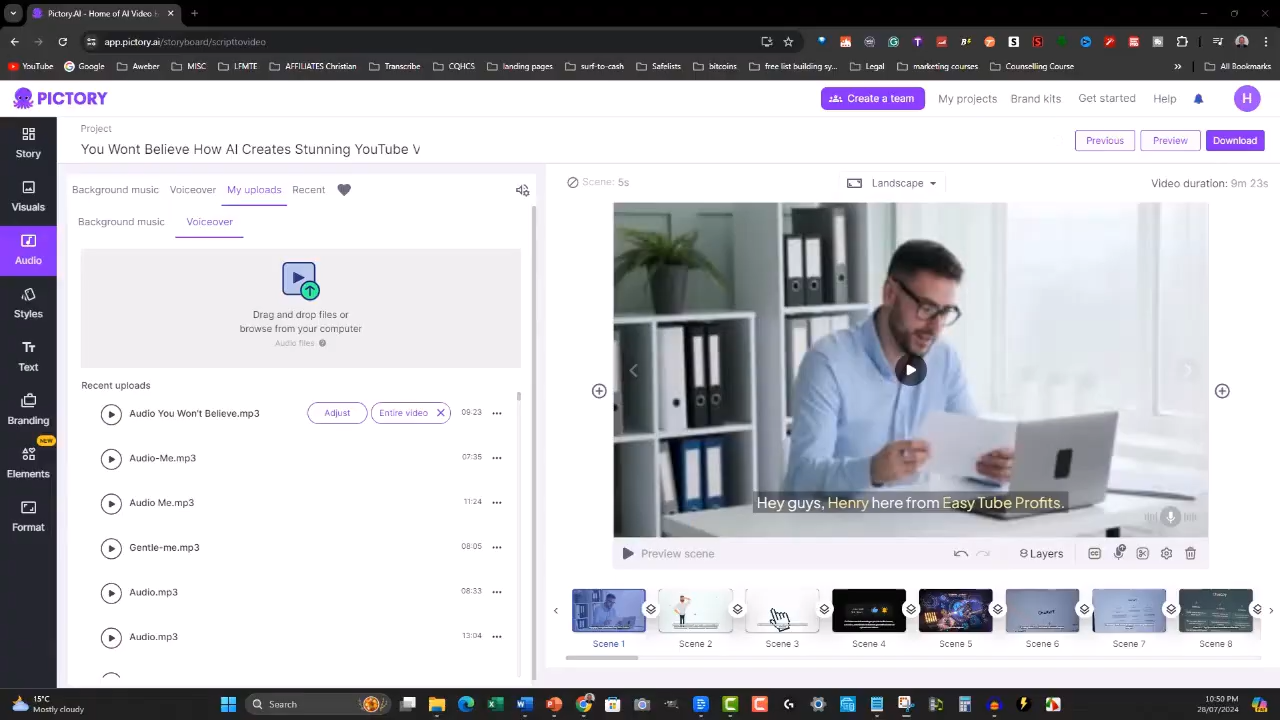 Pictory.AI - Home of AI Video
app.pictory.ai/storyboard/scripttovideo
YouTube
Google
Aweber
MISC
LFMTE
AFFILIATES Christian
Transcribe
CQHCS
landing pages
surf-to-cash
Safelists
bitcoins
free list building sy...
Legal
marketing courses
Counselling Course
»
All Bookmarks
PICTORY
Create a team
My projects
Brand kits
Get started
Help
H
Project
You Wont Believe How AI Creates Stunning YouTube V
Previous
Preview
Download
Story
Visuals
Audio
Styles
Text
Branding
NEW
Elements
Format
Background music
Voiceover
My uploads
Recent
Background music
Voiceover
Drag and drop files or
browse from your computer
Audio files:
Recent uploads
Audio You Won't Believe.mp3
Adjust
Entire video
09:23
Audio-Me.mp3
07:35
Audio Me.mp3
11:24
Gentle-me.mp3
08:05
Audio.mp3
08:33
Audio.mp3
13:04
Scene: 5s
Landscape
Video duration: 9m 23s
Hey guys, Henry here from Easy Tube Profits.
Preview scene
Layers
Scene 1
Scene 2
Scene 3
Scene 4
Scene 5
Scene 6
Scene 7
Scene 8
15°C
Mostly cloudy
Search
10:50 PM
28/07/2024